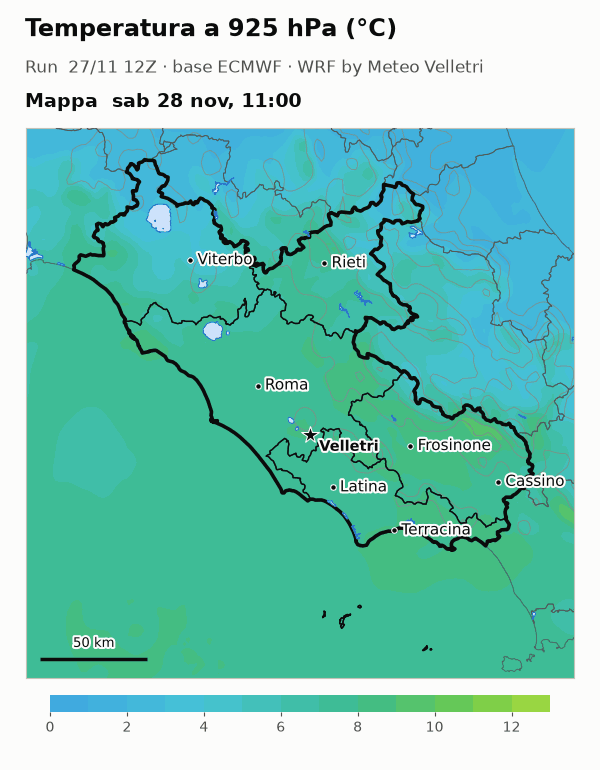 Temperatura a 925 hPa (°C)
Run  27/11 12Z · base ECMWF · WRF by Meteo Velletri
Mappa  sab 28 nov, 11:00
Viterbo
Rieti
Roma
Velletri
Frosinone
Cassino
Latina
Terracina
50 km
0 2 4 6 8 10 12